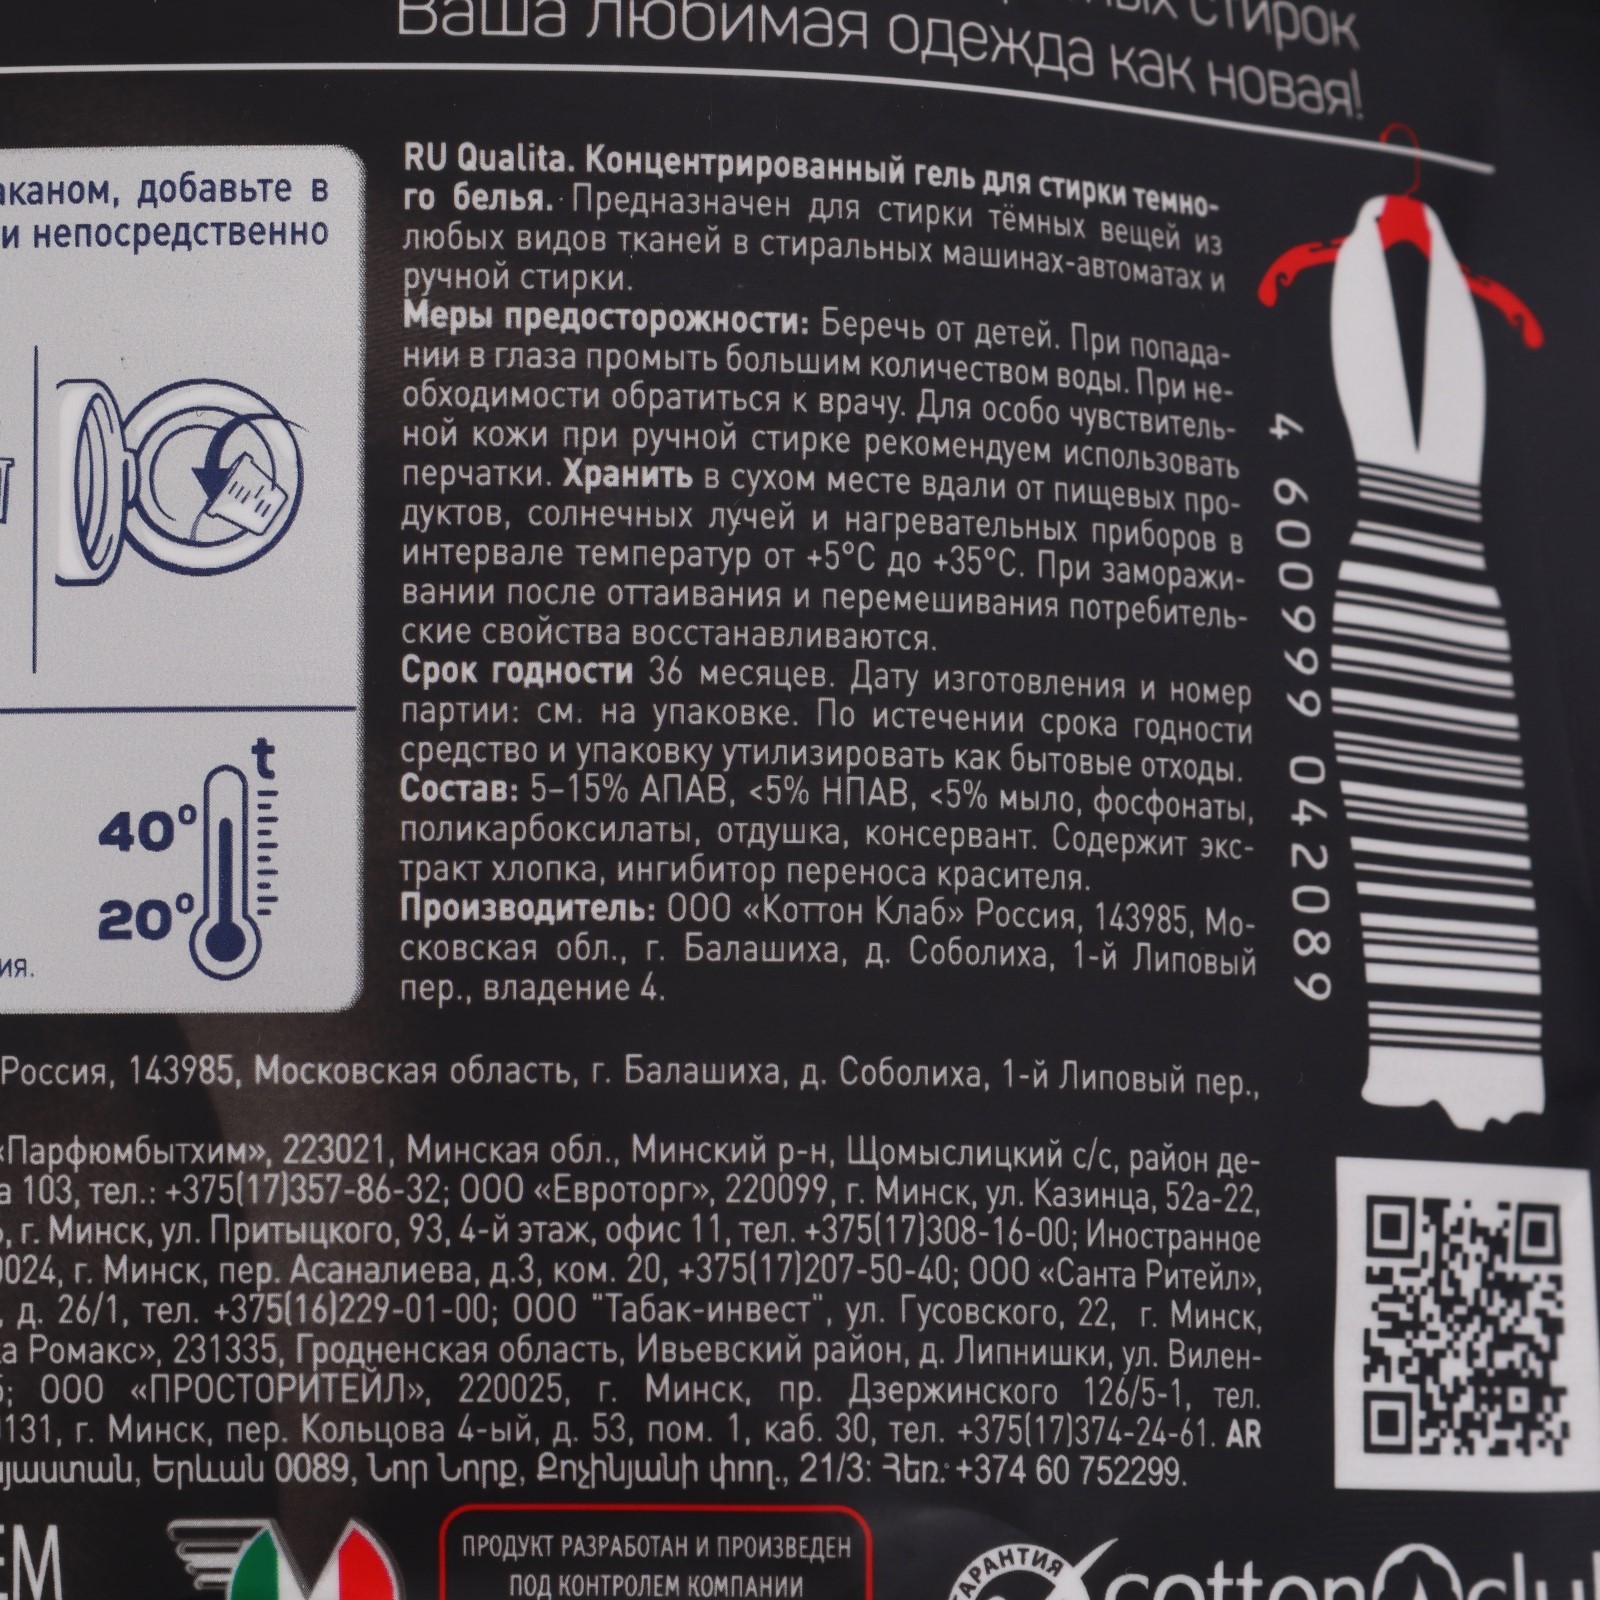 стирок
Ваша любимая одежда как новая!
добавьте в
и непосредственно
t
40°
20°
RU Qualita. Концентрированный гель для стирки темно-
го белья. Предназначен для стирки тёмных вещей из
любых видов тканей в стиральных машинах-автоматах и
ручной стирки.
Меры предосторожности: Беречь от детей. При попада-
нии в глаза промыть большим количеством воды. При не-
обходимости обратиться к врачу. Для особо чувствитель-
ной кожи при ручной стирке рекомендуем использовать
перчатки. Хранить в сухом месте вдали от пищевых про-
дуктов, солнечных лучей и нагревательных приборов в
интервале температур от +5°C до +35°C. При заморажи-
вании после оттаивания и перемешивания потребитель-
ские свойства восстанавливаются.
Срок годности 36 месяцев. Дату изготовления и номер
партии: см. на упаковке. По истечении срока годности
средство и упаковку утилизировать как бытовые отходы.
Состав: 5–15% АПАВ, <5% НПАВ, <5% мыло, фосфонаты,
поликарбоксилаты, отдушка, консервант. Содержит экс-
тракт хлопка, ингибитор переноса красителя.
Производитель: ООО «Коттон Клаб» Россия, 143985, Мо-
сковская обл., г. Балашиха, д. Соболиха, 1-й Липовый
пер., владение 4.
4 600999 042089
Россия, 143985, Московская область, г. Балашиха, д. Соболиха, 1-й Липовый пер.,
«Парфюмбытхим», 223021, Минская обл., Минский р-н, Щомыслицкий с/с, район де-
103, тел.: +375(17)357-86-32; ООО «Евроторг», 220099, г. Минск, ул. Казинца, 52а-22,
г. Минск, ул. Притыцкого, 93, 4-й этаж, офис 11, тел. +375(17)308-16-00; Иностранное
г. Минск, пер. Асаналиева, д.3, ком. 20, +375(17)207-50-40; ООО «Санта Ритейл»,
д. 26/1, тел. +375(16)229-01-00; ООО "Табак-инвест", ул. Гусовского, 22, г. Минск,
Ромакс», 231335, Гродненская область, Ивьевский район, д. Липнишки, ул. Вилен-
ООО «ПРОСТОРИТЕЙЛ», 220025, г. Минск, пр. Дзержинского 126/5-1, тел.
г. Минск, пер. Кольцова 4-ый, д. 53, пом. 1, каб. 30, тел. +375(17)374-24-61. AR
Երևան 0089, Նոր Նորք, Քոչինյանի փող., 21/3: Հեռ.՝ +374 60 752299.
ПРОДУКТ РАЗРАБОТАН И ПРОИЗВЕДЕН
ПОД КОНТРОЛЕМ КОМПАНИИ
ГАРАНТИЯ
cotton club